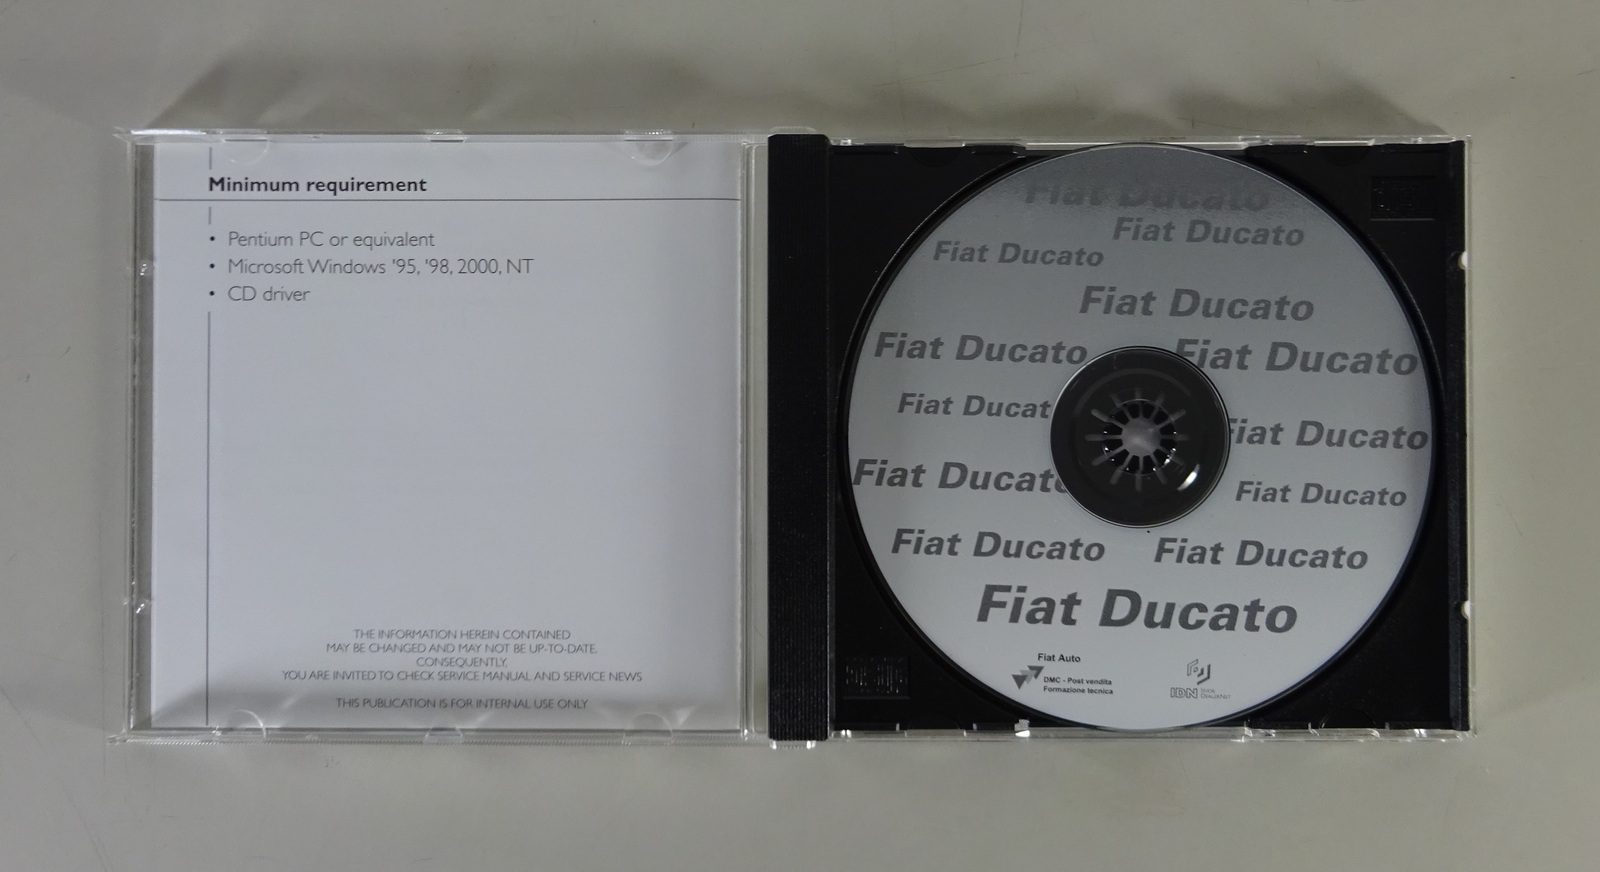 Minimum requirement
• Pentium PC or equivalent
• Microsoft Windows '95, '98, 2000, NT
• CD driver
THE INFORMATION HEREIN CONTAINED
MAY BE CHANGED AND MAY NOT BE UP-TO-DATE.
CONSEQUENTLY,
YOU ARE INVITED TO CHECK SERVICE MANUAL AND SERVICE NEWS
THIS PUBLICATION IS FOR INTERNAL USE ONLY
Fiat Ducato
Fiat Ducato
Fiat Ducato
Fiat Ducato
Fiat Ducato
Fiat Ducato
Fiat Ducat
Fiat Ducato
Fiat Ducato
Fiat Ducato
Fiat Ducato
Fiat Ducato
Fiat Ducato
Fiat Auto
DMC - Post vendita
Formazione tecnica
IDN